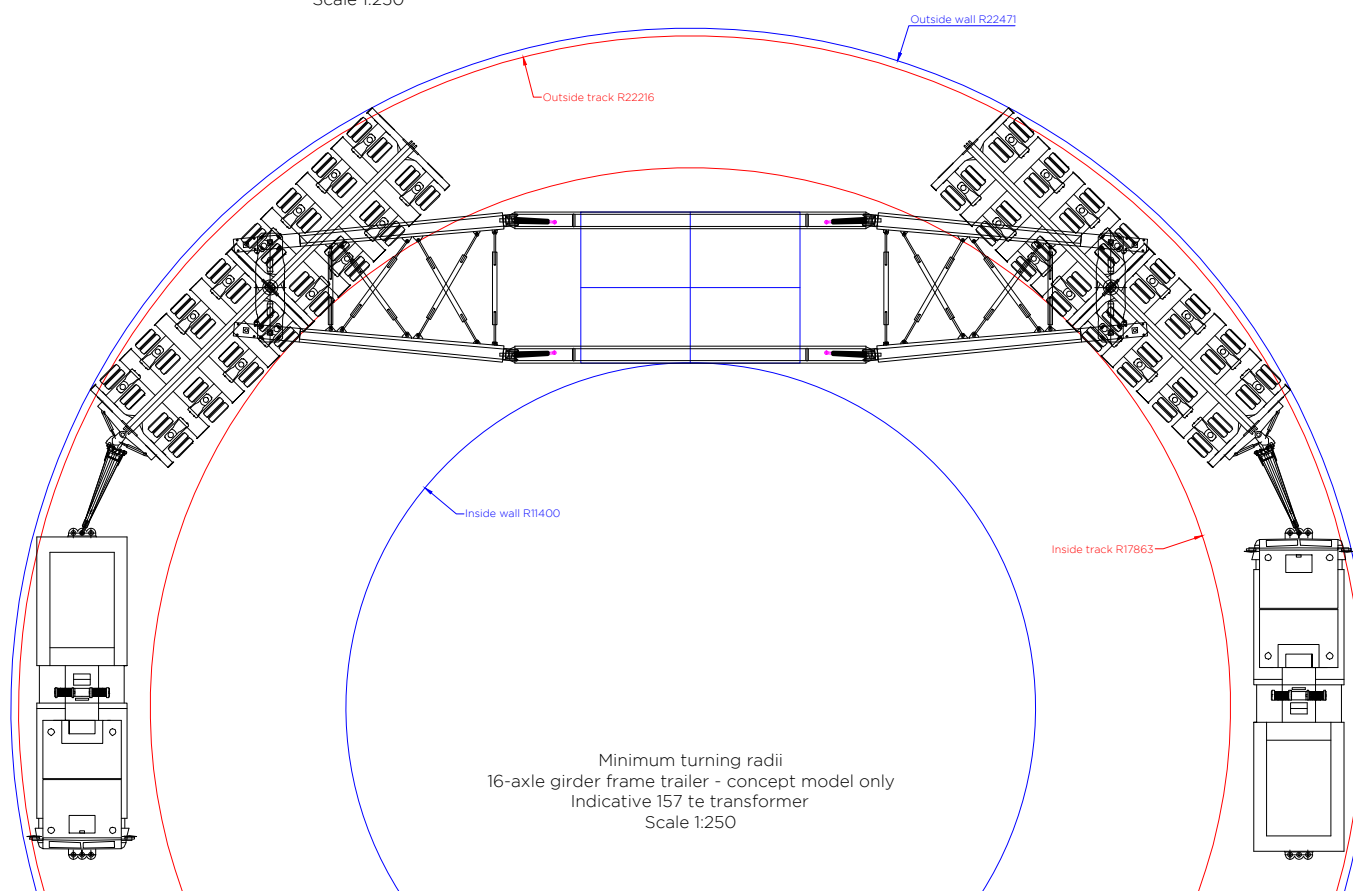 Scale 1:250
Outside wall R22471
Outside track R22216
Inside wall R11400
Inside track R17863
Minimum turning radii
16-axle girder frame trailer - concept model only
Indicative 157 te transformer
Scale 1:250